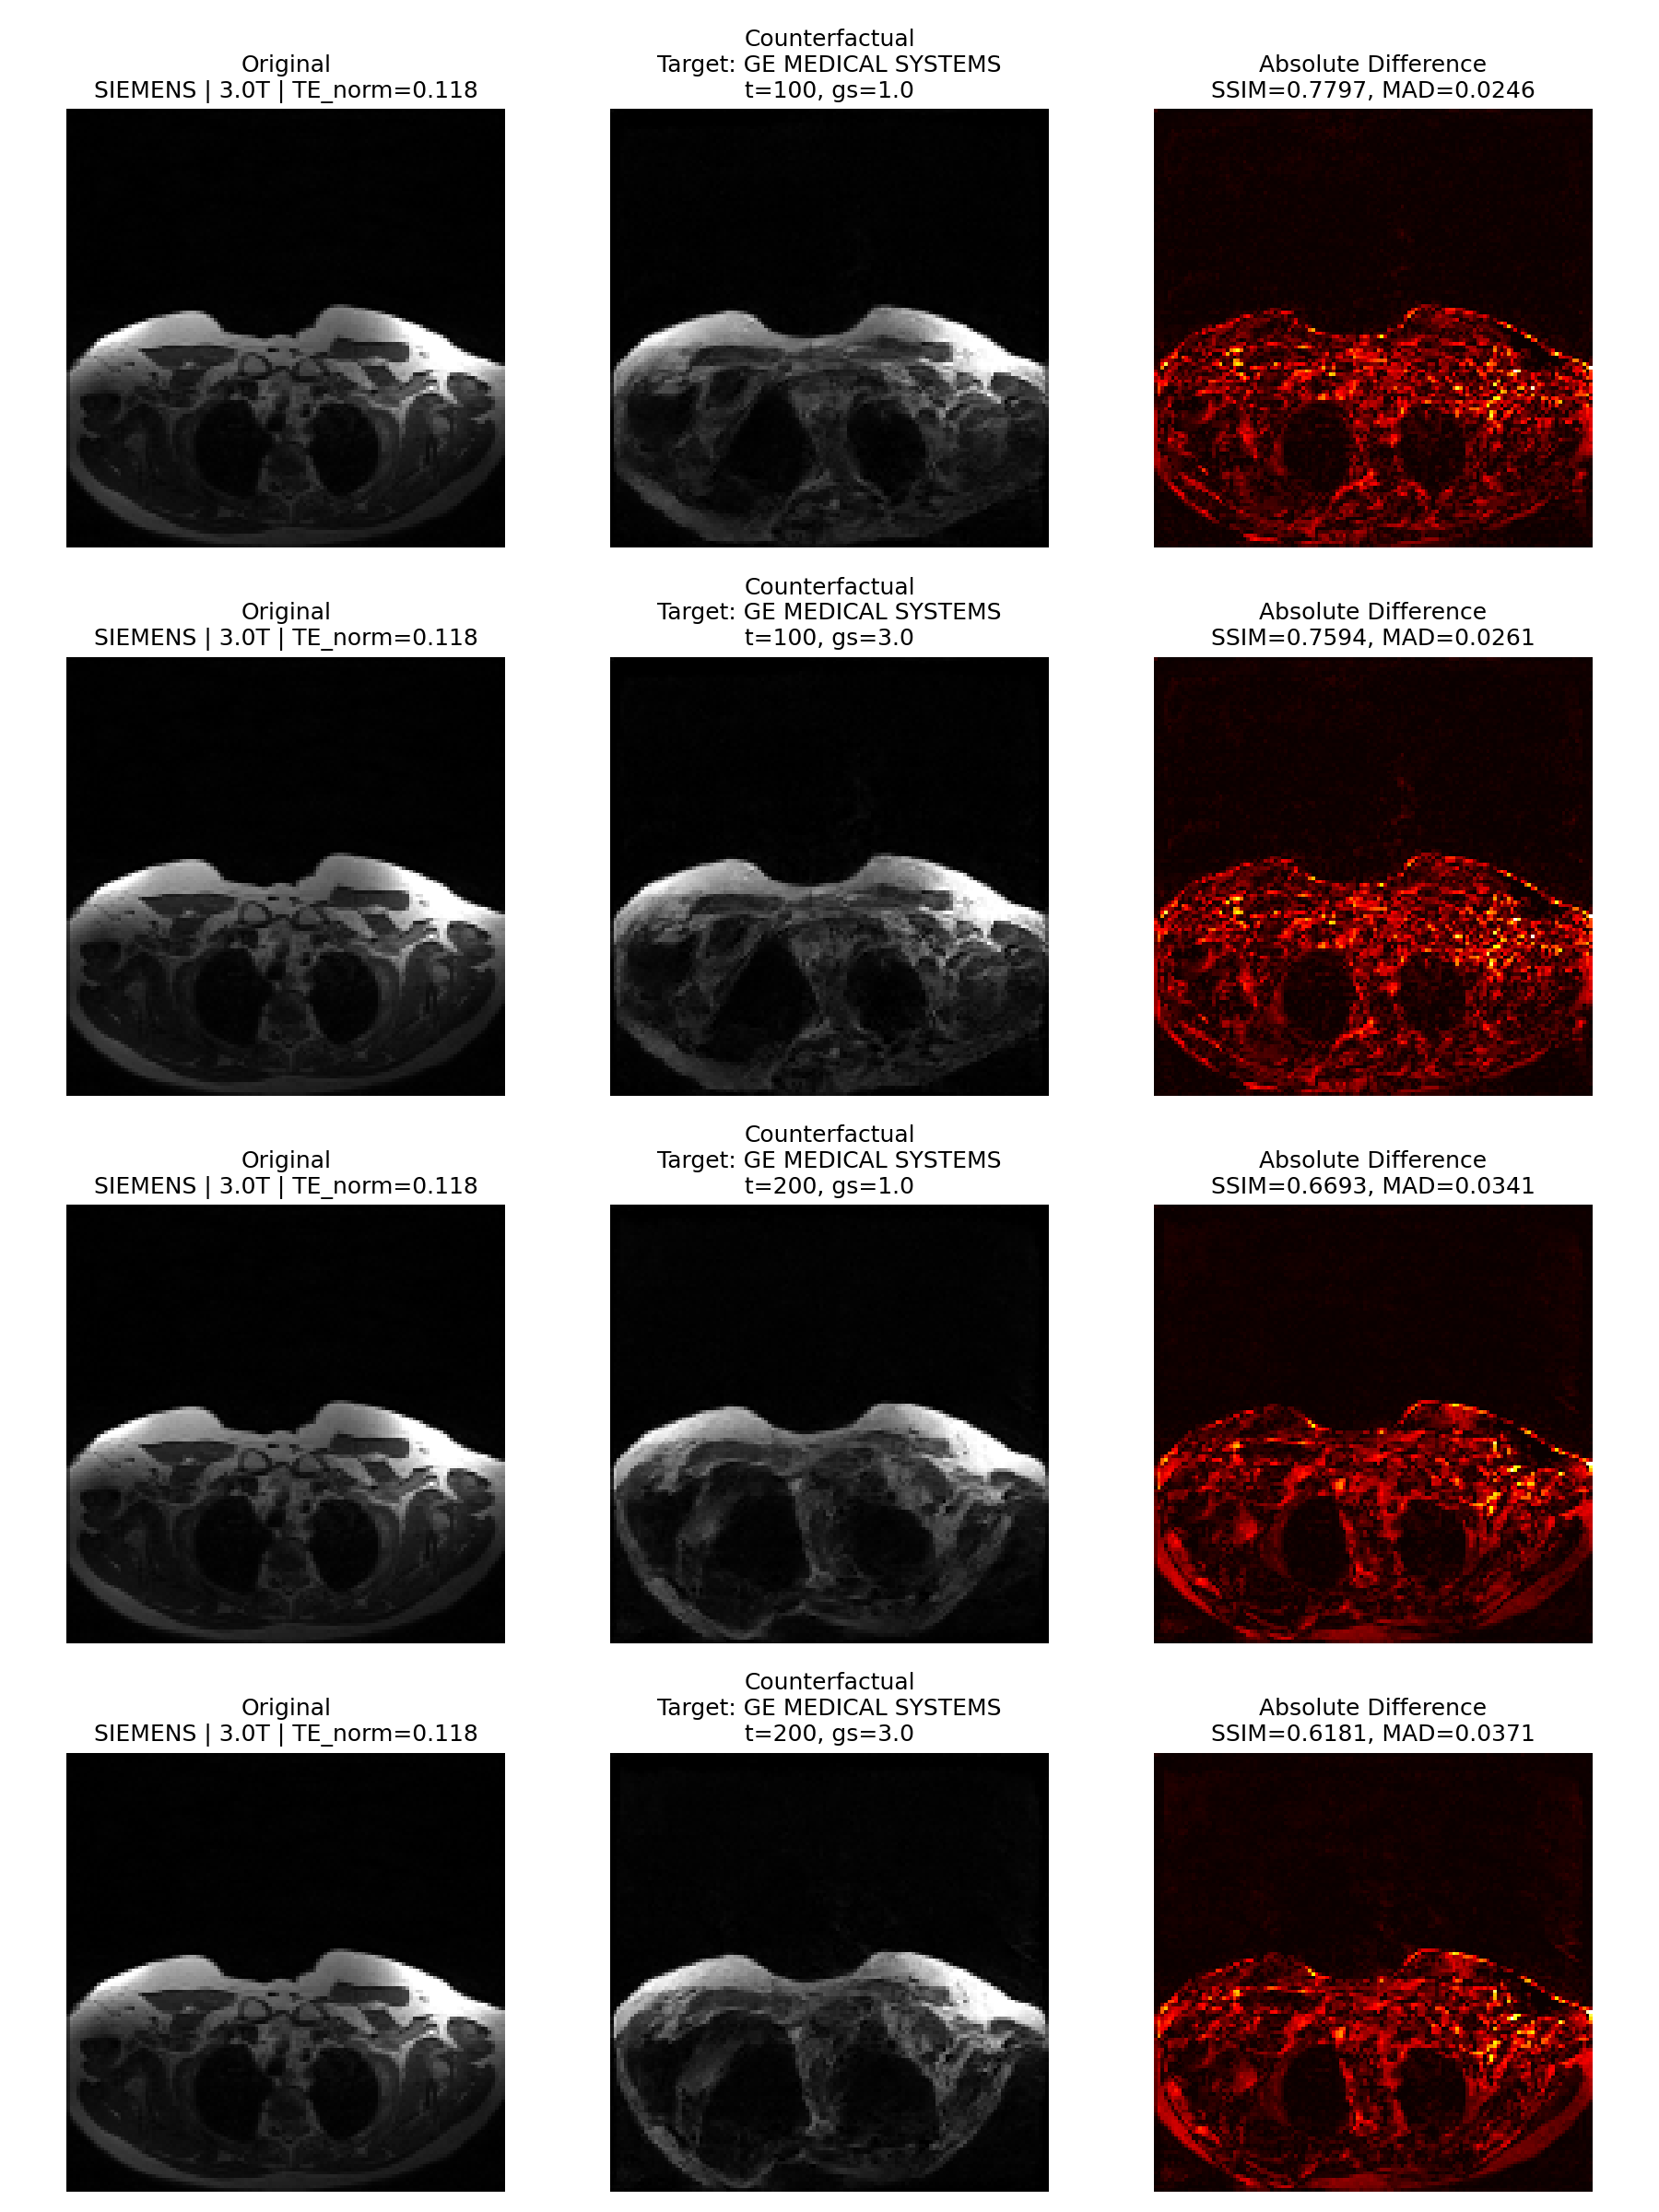 Original
SIEMENS | 3.0T | TE_norm=0.118
Counterfactual
Target: GE MEDICAL SYSTEMS
t=100, gs=1.0
Absolute Difference
SSIM=0.7797, MAD=0.0246
Original
SIEMENS | 3.0T | TE_norm=0.118
Counterfactual
Target: GE MEDICAL SYSTEMS
t=100, gs=3.0
Absolute Difference
SSIM=0.7594, MAD=0.0261
Original
SIEMENS | 3.0T | TE_norm=0.118
Counterfactual
Target: GE MEDICAL SYSTEMS
t=200, gs=1.0
Absolute Difference
SSIM=0.6693, MAD=0.0341
Original
SIEMENS | 3.0T | TE_norm=0.118
Counterfactual
Target: GE MEDICAL SYSTEMS
t=200, gs=3.0
Absolute Difference
SSIM=0.6181, MAD=0.0371